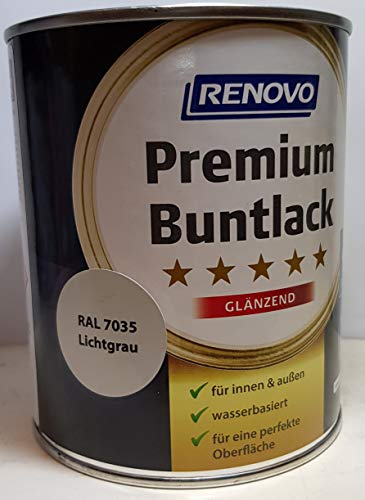 RENOVO
Premium
Buntlack
GLÄNZEND
RAL 7035
Lichtgrau
für innen & außen
wasserbasiert
für eine perfekte
Oberfläche